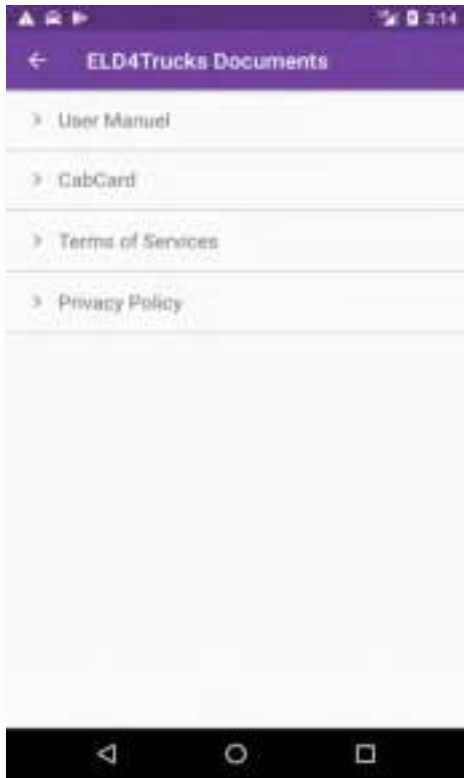 3:14
ELD4Trucks Documents
User Manuel
CabCard
Terms of Services
Privacy Policy